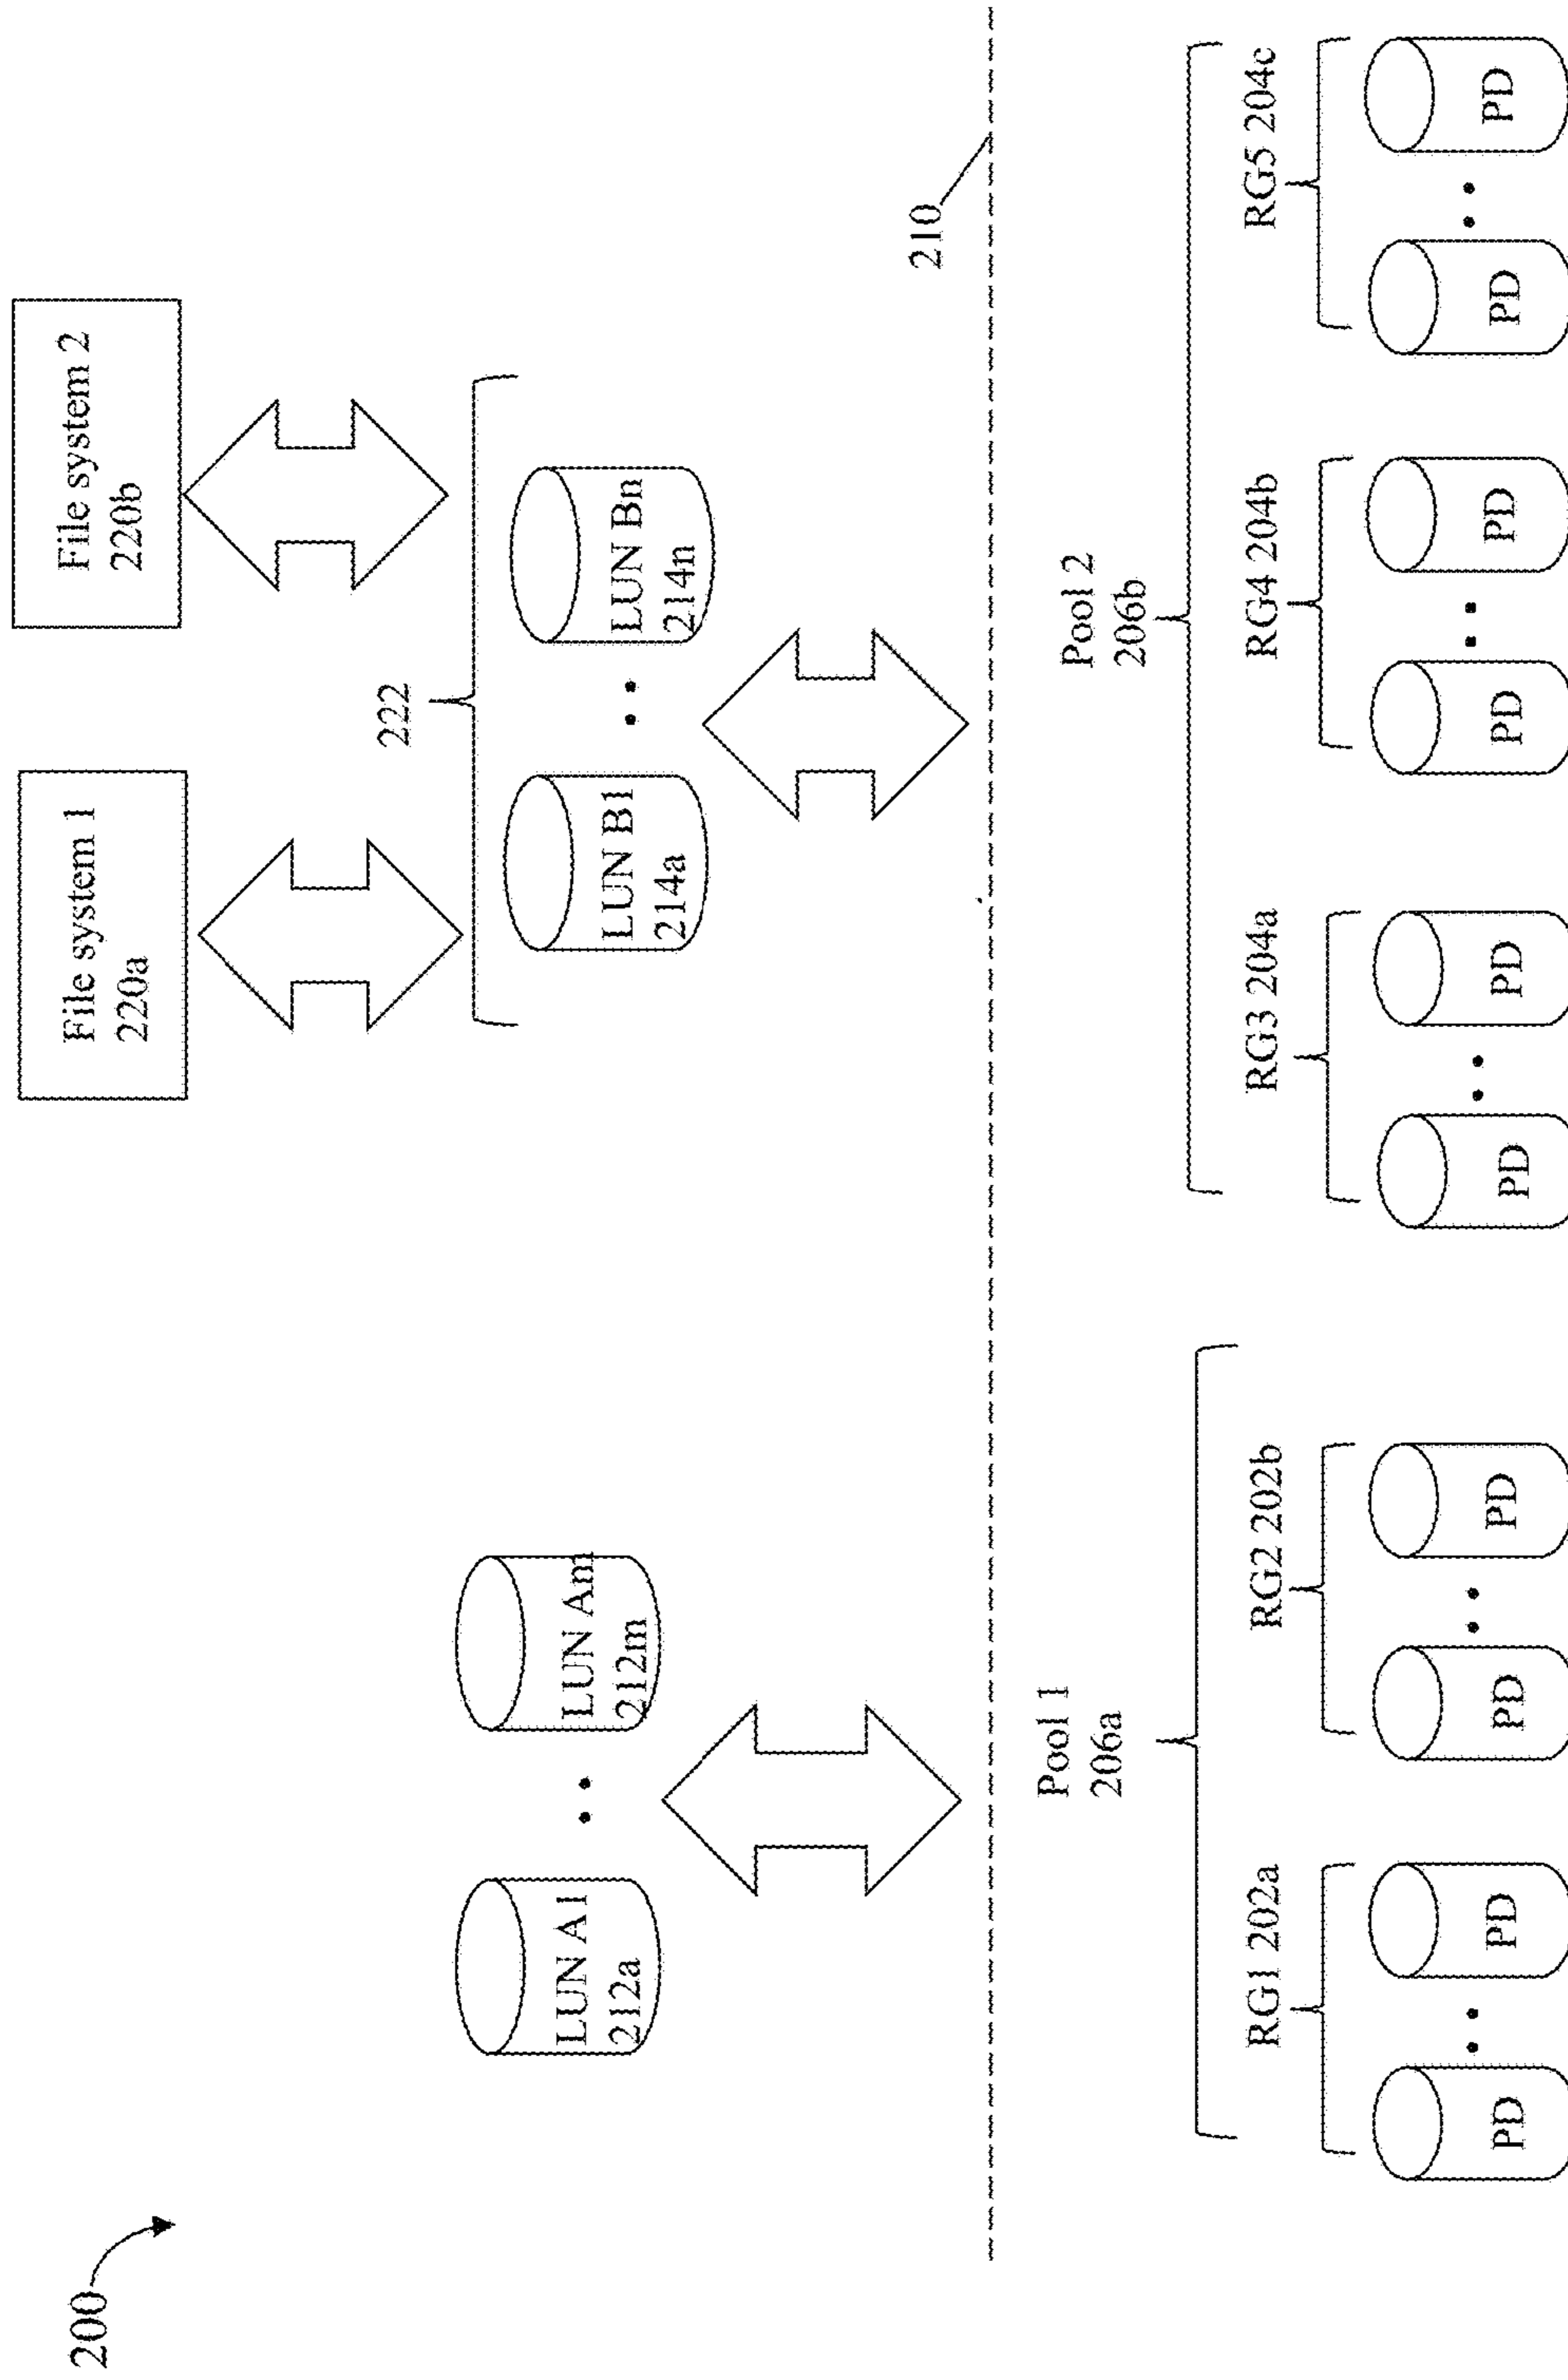 200
File system 1
220a
File system 2
220b
222
LUN A1
212a
LUN Am
212m
LUN B1
214a
LUN Bn
214n
210
Pool 1
206a
Pool 2
206b
RG1 202a
RG2 202b
RG3 204a
RG4 204b
RG5 204c
PD
PD
PD
PD
PD
PD
PD
PD
PD
PD